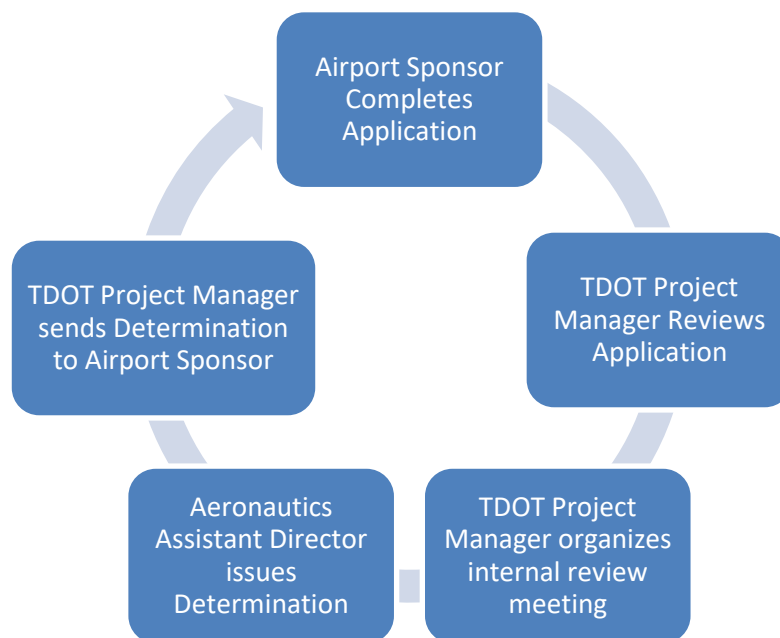 Airport Sponsor
Completes
Application
TDOT Project
Manager Reviews
Application
TDOT Project
Manager organizes
internal review
meeting
Aeronautics
Assistant Director
issues
Determination
TDOT Project Manager
sends Determination
to Airport Sponsor